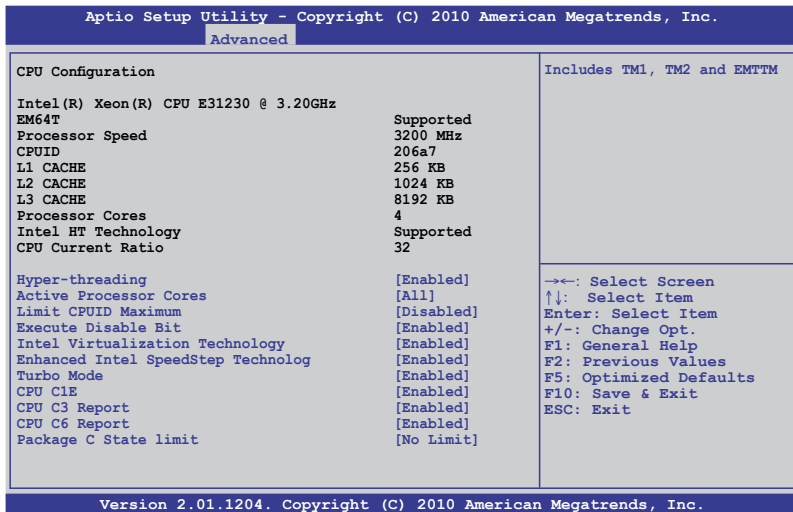 Aptio Setup Utility - Copyright (C) 2010 American Megatrends, Inc.
Advanced
CPU Configuration
Intel(R) Xeon(R) CPU E31230 @ 3.20GHz
EM64T Supported
Processor Speed 3200 MHz
CPUID 206a7
L1 CACHE 256 KB
L2 CACHE 1024 KB
L3 CACHE 8192 KB
Processor Cores 4
Intel HT Technology Supported
CPU Current Ratio 32
Hyper-threading [Enabled]
Active Processor Cores [All]
Limit CPUID Maximum [Disabled]
Execute Disable Bit [Enabled]
Intel Virtualization Technology [Enabled]
Enhanced Intel SpeedStep Technolog [Enabled]
Turbo Mode [Enabled]
CPU C1E [Enabled]
CPU C3 Report [Enabled]
CPU C6 Report [Enabled]
Package C State limit [No Limit]
Includes TM1, TM2 and EMTTM
→←: Select Screen
↑↓: Select Item
Enter: Select Item
+/-: Change Opt.
F1: General Help
F2: Previous Values
F5: Optimized Defaults
F10: Save & Exit
ESC: Exit
Version 2.01.1204. Copyright (C) 2010 American Megatrends, Inc.